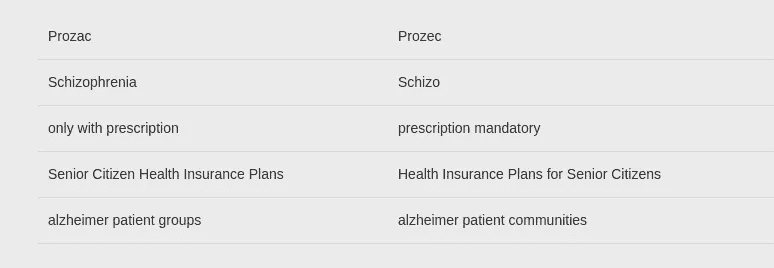 Prozac Prozec
Schizophrenia Schizo
only with prescription prescription mandatory
Senior Citizen Health Insurance Plans Health Insurance Plans for Senior Citizens
alzheimer patient groups alzheimer patient communities